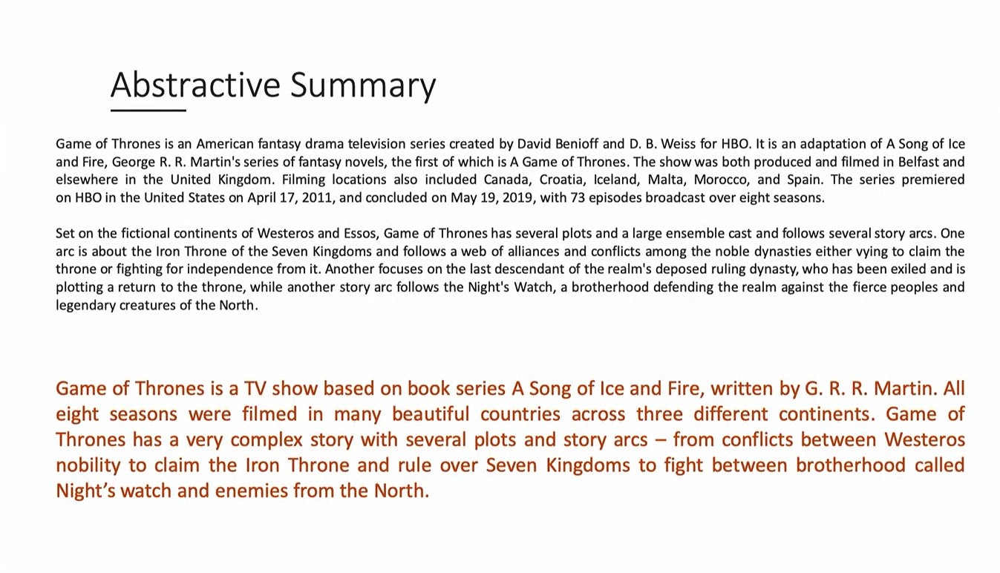 Abstractive Summary
Game of Thrones is an American fantasy drama television series created by David Benioff and D. B. Weiss for HBO. It is an adaptation of A Song of Ice
and Fire, George R. R. Martin's series of fantasy novels, the first of which is A Game of Thrones. The show was both produced and filmed in Belfast and
elsewhere in the United Kingdom. Filming locations also included Canada, Croatia, Iceland, Malta, Morocco, and Spain. The series premiered
on HBO in the United States on April 17, 2011, and concluded on May 19, 2019, with 73 episodes broadcast over eight seasons.
Set on the fictional continents of Westeros and Essos, Game of Thrones has several plots and a large ensemble cast and follows several story arcs. One
arc is about the Iron Throne of the Seven Kingdoms and follows a web of alliances and conflicts among the noble dynasties either vying to claim the
throne or fighting for independence from it. Another focuses on the last descendant of the realm's deposed ruling dynasty, who has been exiled and is
plotting a return to the throne, while another story arc follows the Night's Watch, a brotherhood defending the realm against the fierce peoples and
legendary creatures of the North.
Game of Thrones is a TV show based on book series A Song of Ice and Fire, written by G. R. R. Martin. All
eight seasons were filmed in many beautiful countries across three different continents. Game of
Thrones has a very complex story with several plots and story arcs – from conflicts between Westeros
nobility to claim the Iron Throne and rule over Seven Kingdoms to fight between brotherhood called
Night’s watch and enemies from the North.